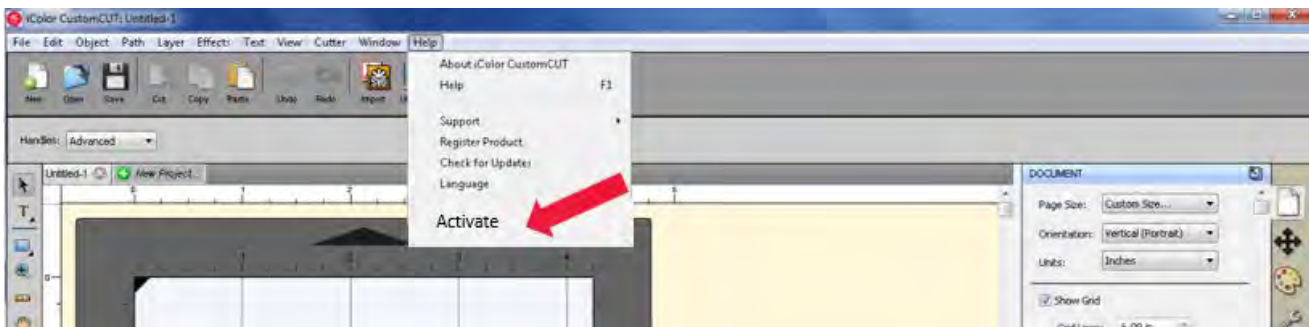 iColor CustomCUT: Untitled-1
File Edit Object Path Layer Effects Text View Cutter Window Help
New Open Save Cut Copy Paste Undo Redo Import
About iColor CustomCUT
Help F1
Support
Register Product
Check for Updates
Language
Activate
Handles: Advanced
Untitled-1 New Project
DOCUMENT
Page Size: Custom Size...
Orientation: Vertical (Portrait)
Units: Inches
Show Grid